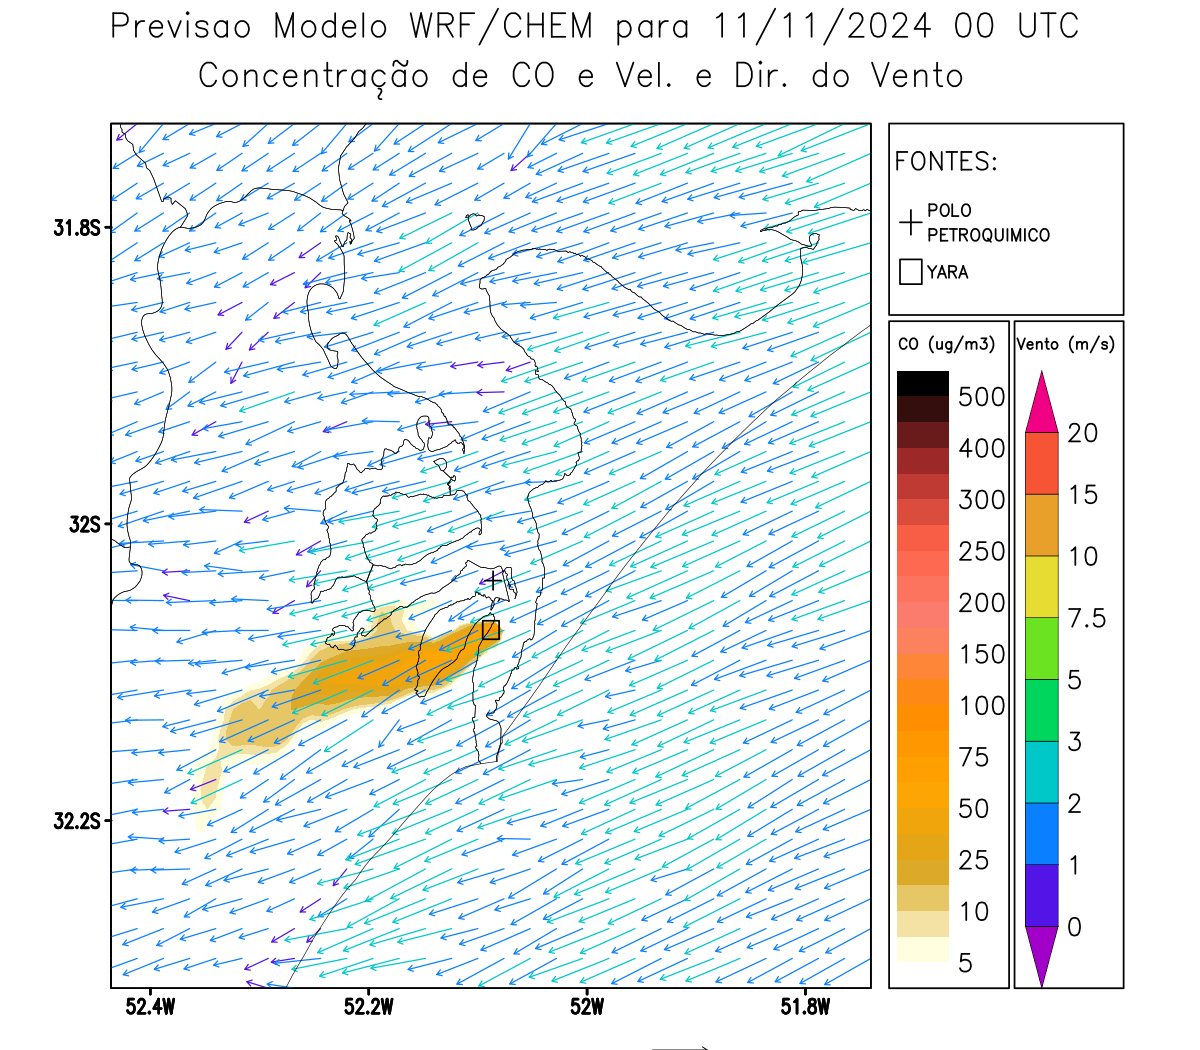 Previsao Modelo WRF/CHEM para 11/11/2024 00 UTC
Concentração de CO e Vel. e Dir. do Vento
FONTES:
POLO
PETROQUIMICO
YARA
CO (ug/m3)
500
400
300
250
200
150
100
75
50
25
10
5
Vento (m/s)
20
15
10
7.5
5
3
2
1
0
31.8S
32S
32.2S
52.4W
52.2W
52W
51.8W